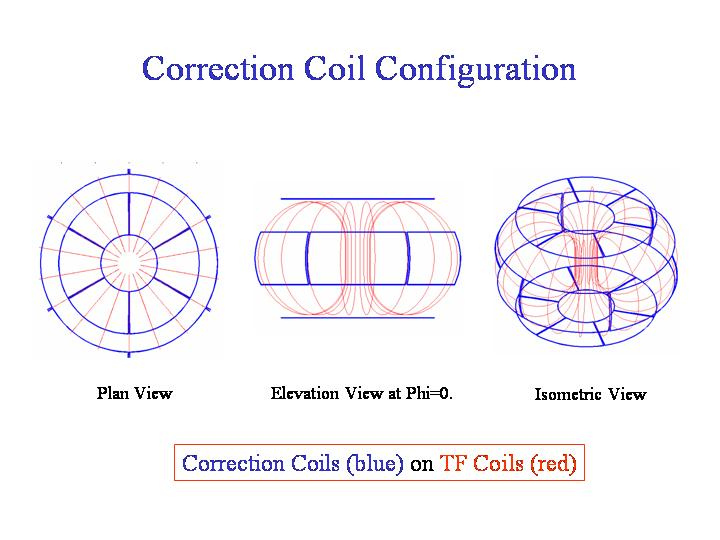 Correction Coil Configuration
Plan View
Elevation View at Phi=0.
Isometric View
Correction Coils (blue) on TF Coils (red)